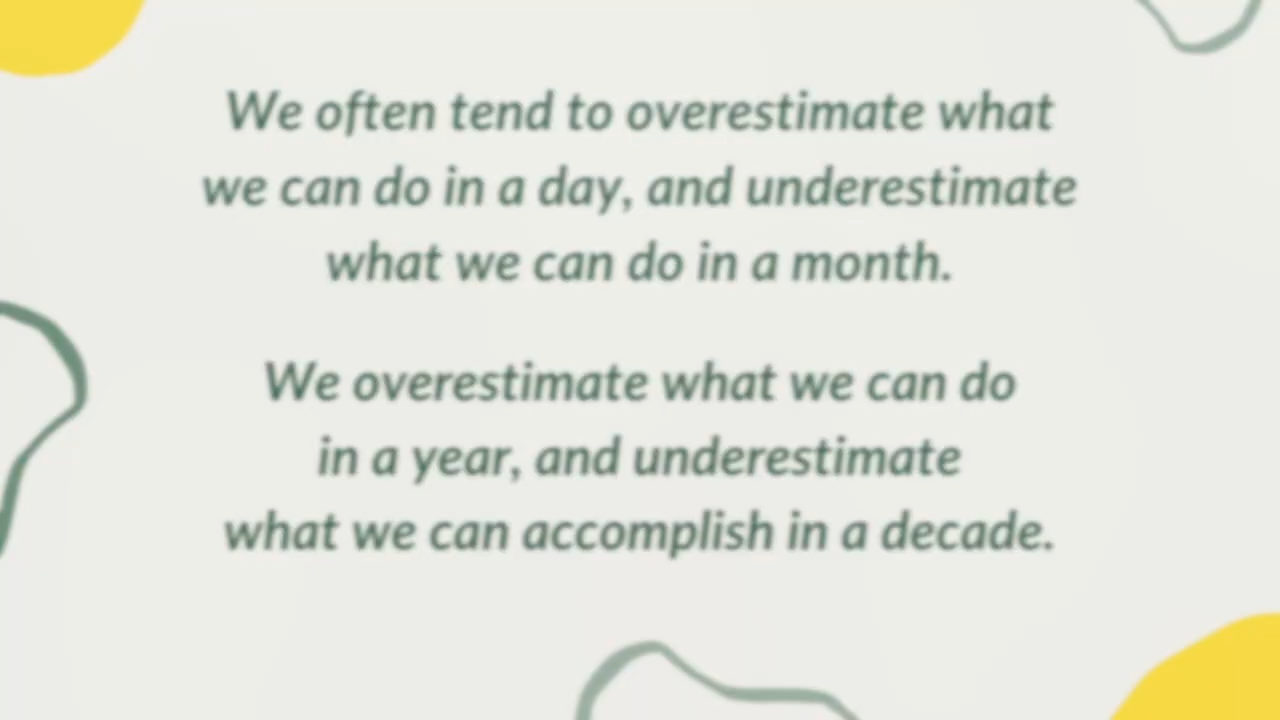 We often tend to overestimate what
we can do in a day, and underestimate
what we can do in a month.
We overestimate what we can do
in a year, and underestimate
what we can accomplish in a decade.